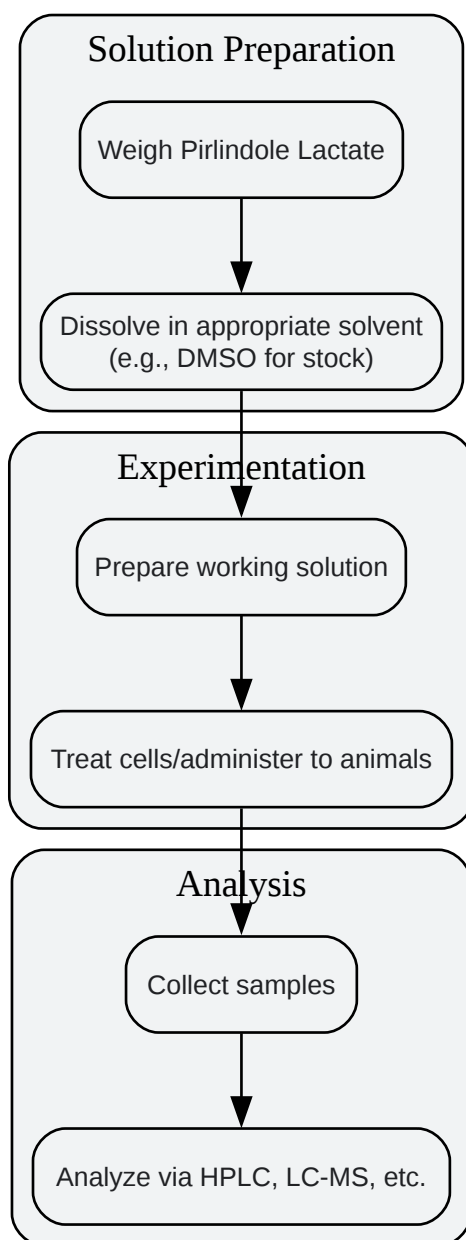 Solution Preparation
Weigh Pirlindole Lactate
Dissolve in appropriate solvent
(e.g., DMSO for stock)
Experimentation
Prepare working solution
Treat cells/administer to animals
Analysis
Collect samples
Analyze via HPLC, LC-MS, etc.